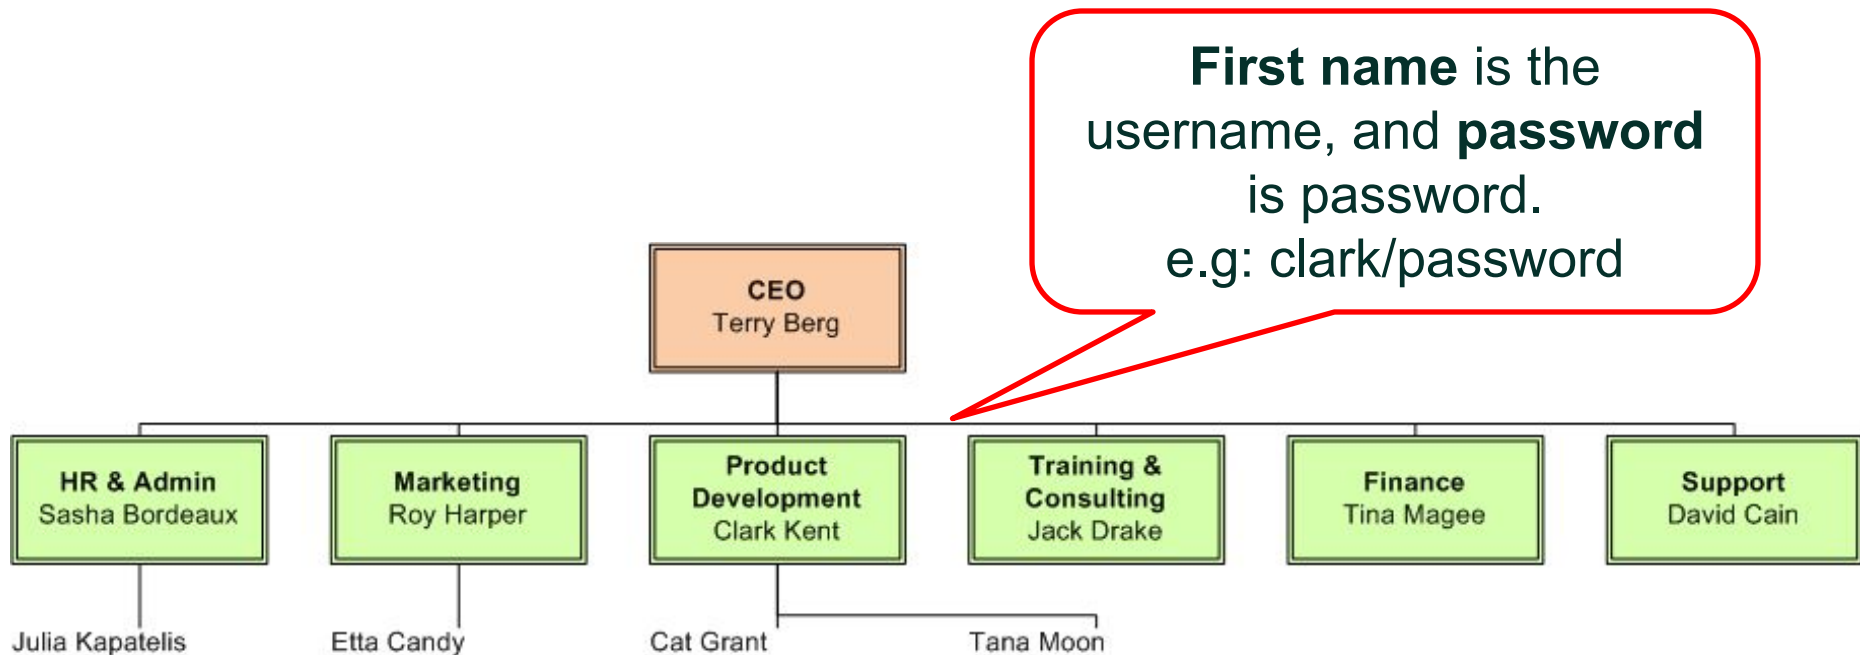 First name is the
username, and password
is password.
e.g: clark/password
CEO
Terry Berg
HR & Admin
Sasha Bordeaux
Marketing
Roy Harper
Product
Development
Clark Kent
Training &
Consulting
Jack Drake
Finance
Tina Magee
Support
David Cain
Julia Kapatelis
Etta Candy
Cat Grant
Tana Moon